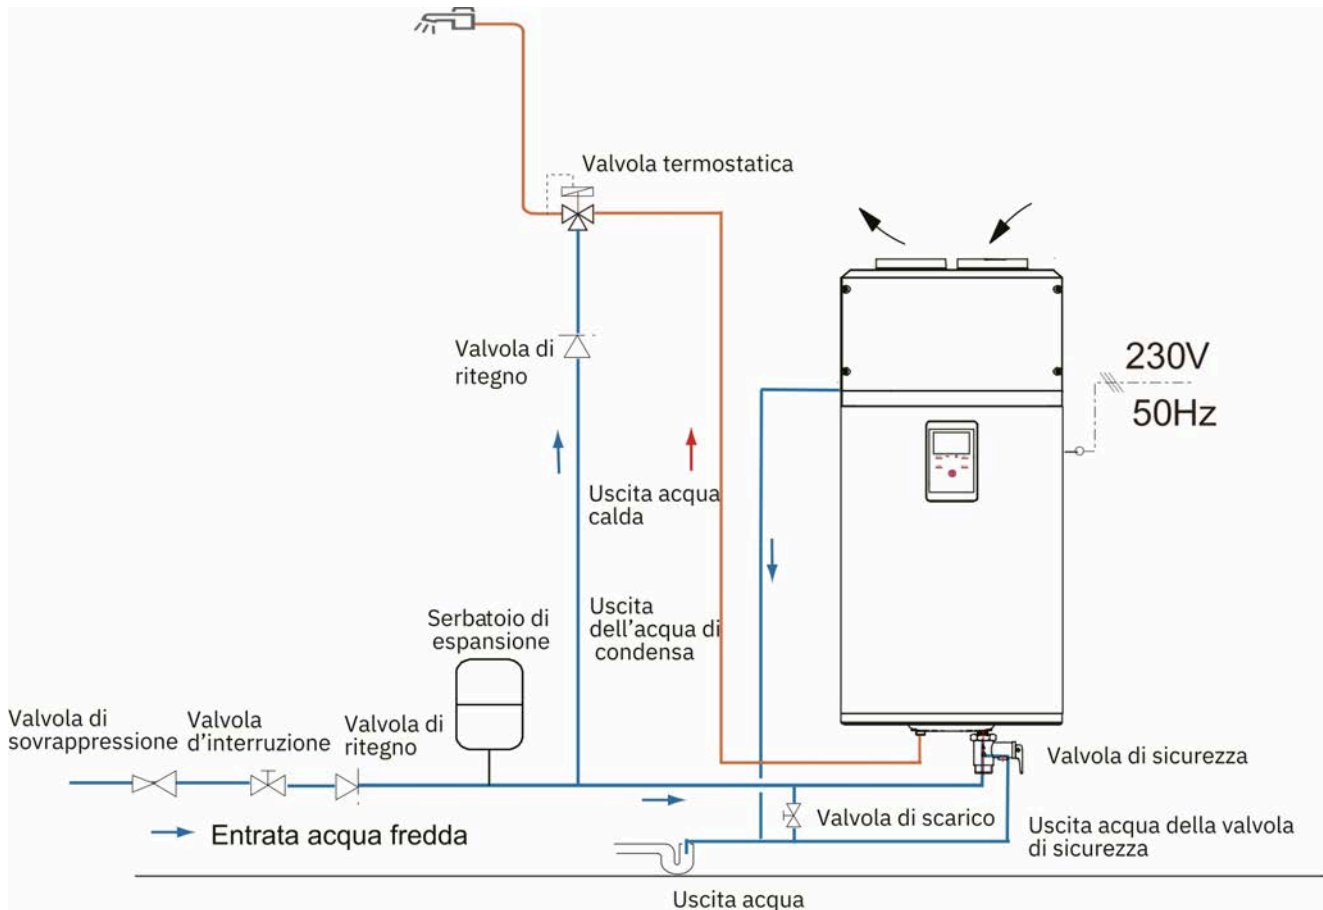 Valvola termostatica
Valvola di
ritegno
230V
50Hz
Uscita acqua
calda
Uscita
dell'acqua di
condensa
Serbatoio di
espansione
Valvola di
sovrappressione
Valvola
d'interruzione
Valvola di
ritegno
Valvola di sicurezza
Entrata acqua fredda
Valvola di scarico
Uscita acqua della valvola
di sicurezza
Uscita acqua